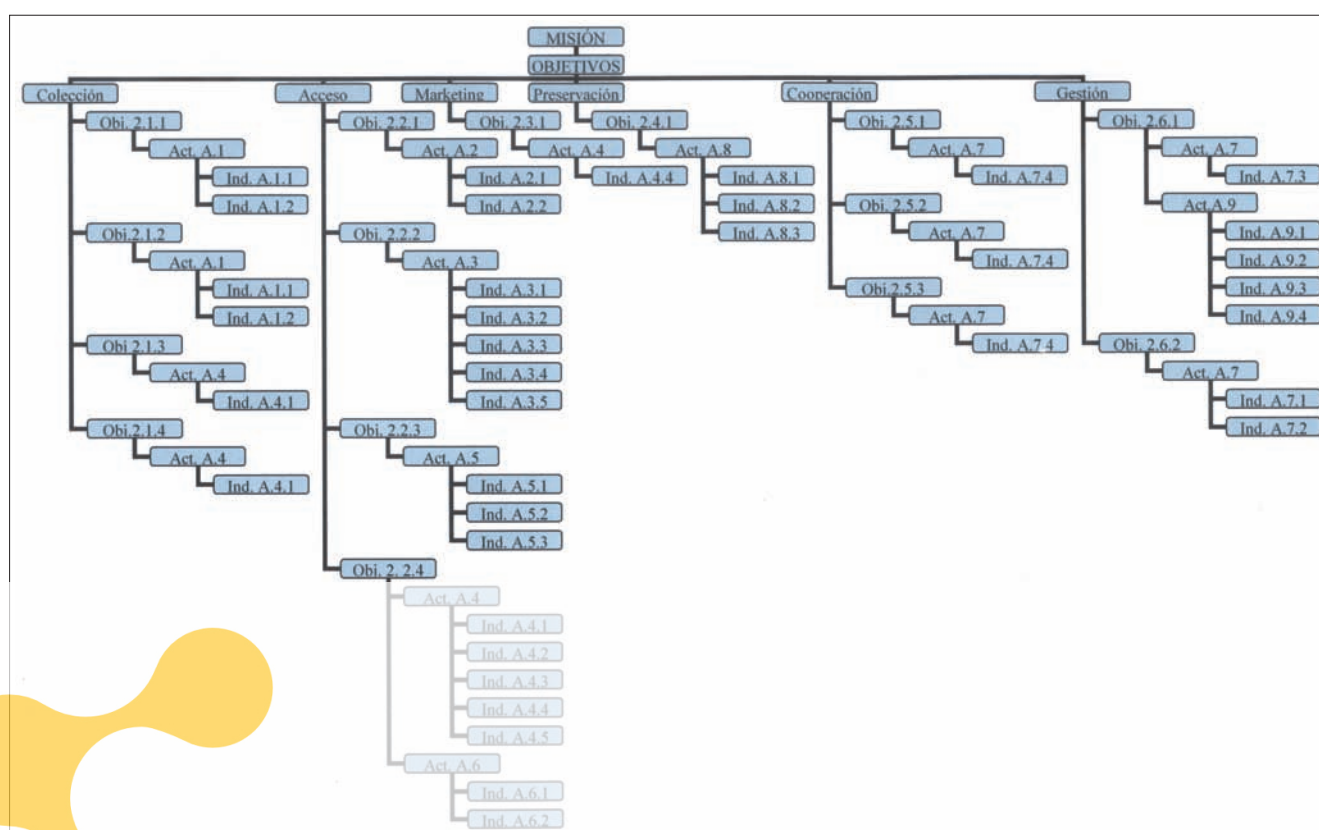 MISIÓN
OBJETIVOS
Colección
Obi. 2.1.1
Act. A.1
Ind. A.1.1
Ind. A.1.2
Obi.2.1.2
Act. A.1
Ind. A.1.1
Ind. A.1.2
Obi 2.1.3
Act. A.4
Ind. A.4.1
Obi.2.1.4
Act. A.4
Ind. A.4.1
Acceso
Obi. 2.2.1
Act. A.2
Ind. A.2.1
Ind. A.2.2
Obi. 2.2.2
Act. A.3
Ind. A.3.1
Ind. A.3.2
Ind. A.3.3
Ind. A.3.4
Ind. A.3.5
Obi. 2.2.3
Act. A.5
Ind. A.5.1
Ind. A.5.2
Ind. A.5.3
Obi. 2. 2.4
Act. A.4
Ind. A.4.1
Ind. A.4.2
Ind. A.4.3
Ind. A.4.4
Ind. A.4.5
Act. A.6
Ind. A.6.1
Ind. A.6.2
Marketing
Obi. 2.3.1
Act. A.4
Ind. A.4.4
Preservación
Obi. 2.4.1
Act. A.8
Ind. A.8.1
Ind. A.8.2
Ind. A.8.3
Cooperación
Obi. 2.5.1
Act. A.7
Ind. A.7.4
Obi. 2.5.2
Act. A.7
Ind. A.7.4
Obi.2.5.3
Act. A.7
Ind. A.7.4
Gestión
Obi. 2.6.1
Act. A.7
Ind. A.7.3
Act.A.9
Ind. A.9.1
Ind. A.9.2
Ind. A.9.3
Ind. A.9.4
Obi. 2.6.2
Act. A.7
Ind. A.7.1
Ind. A.7.2